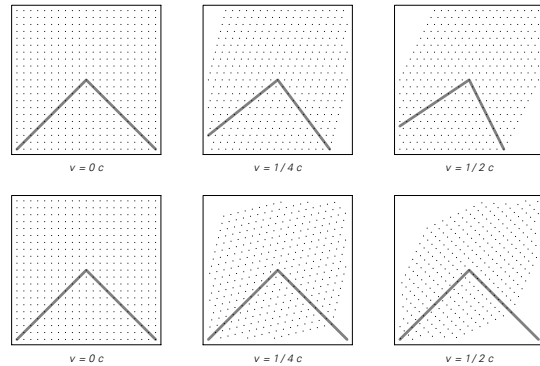 v = 0 c
v = 1 / 4 c
v = 1 / 2 c
v = 0 c
v = 1 / 4 c
v = 1 / 2 c